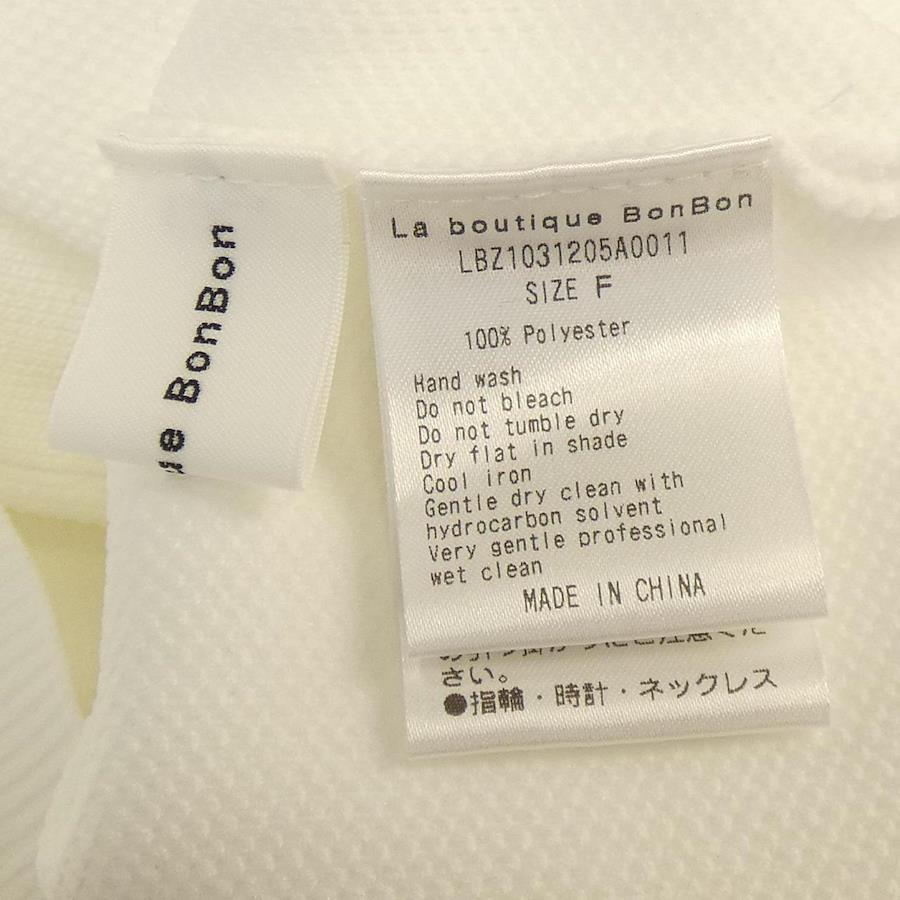 ue BonBon
La boutique BonBon
LBZ1031205A0011
SIZE F
100% Polyester
Hand wash
Do not bleach
Do not tumble dry
Dry flat in shade
Cool iron
Gentle dry clean with
hydrocarbon solvent
Very gentle professional
wet clean
MADE IN CHINA
さい。
●指輪・時計・ネックレス